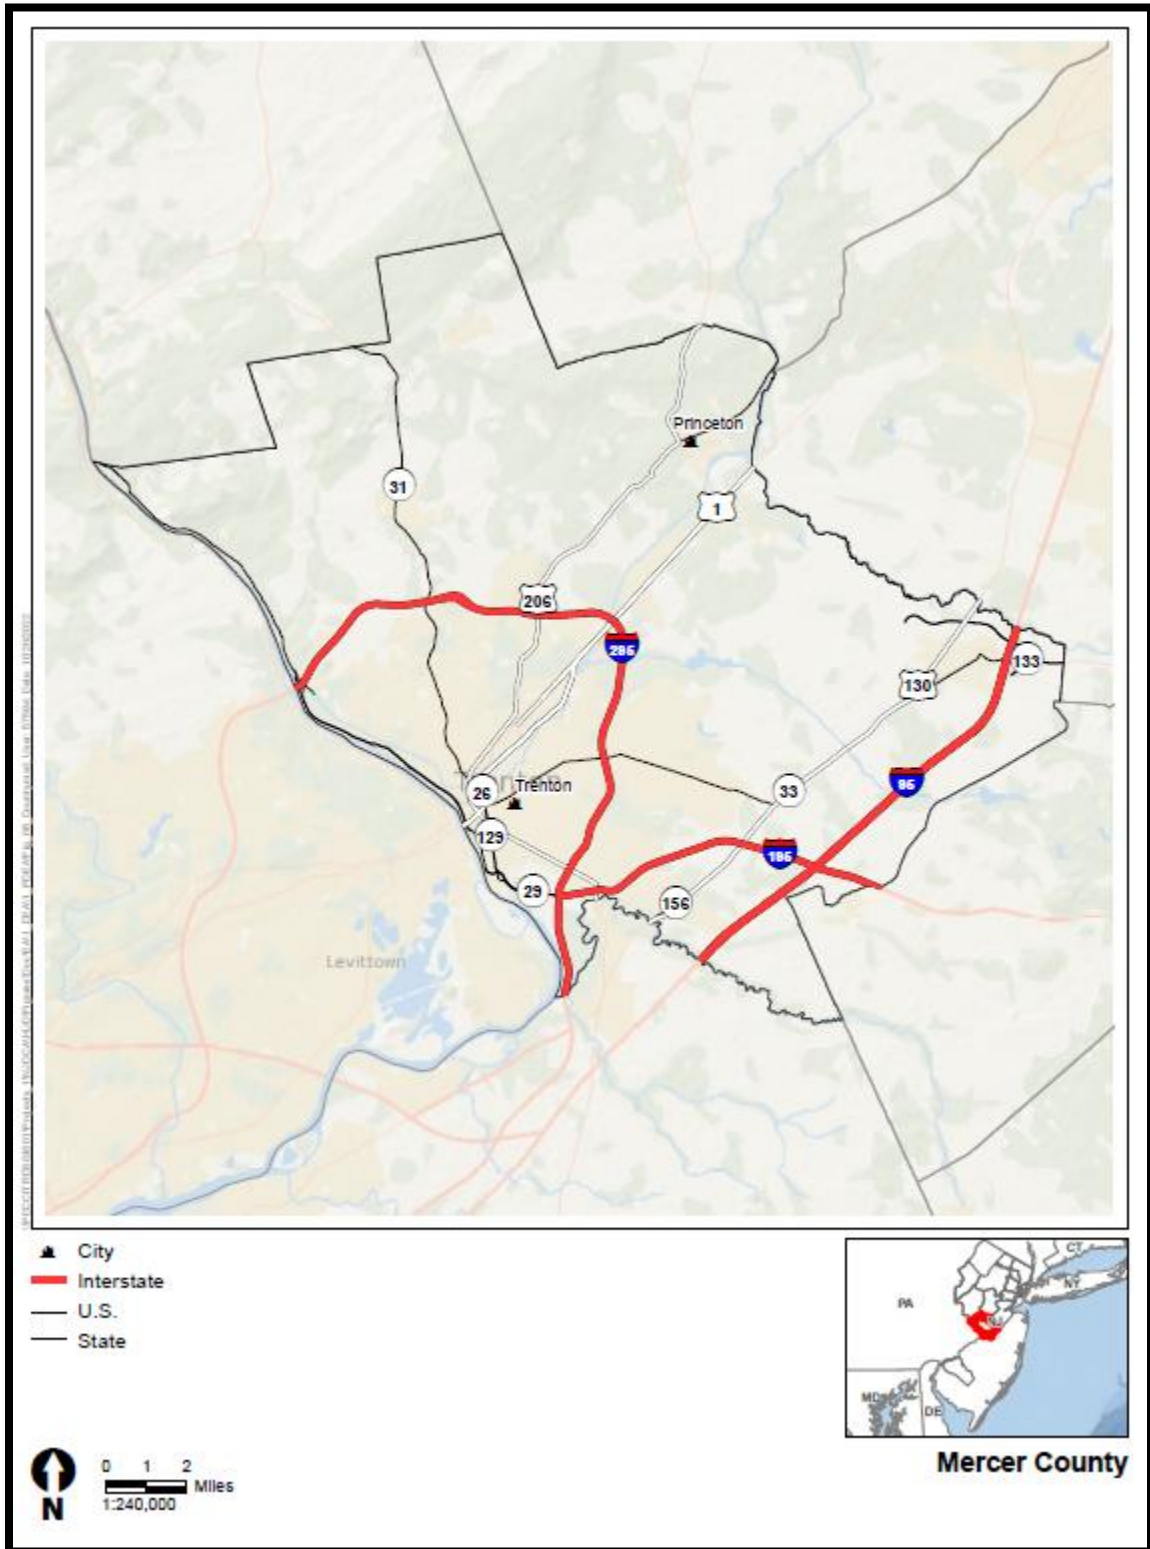 Princeton
31
1
206
295
133
130
Trenton
26
Trenton
33
95
129
195
29
156
Levittown
City
Interstate
U.S.
State
CT
NY
PA
NJ
MD
DE
Mercer County
0 1 2
Miles
1:240,000
N